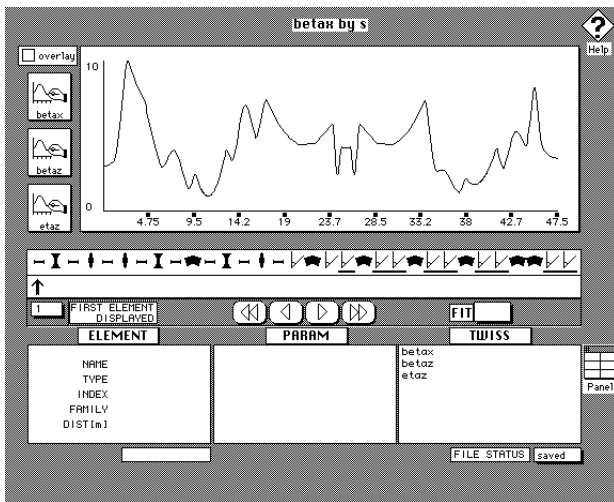 betax by s
?
Help
overlay
betax
betaz
etaz
10
0
4.75 9.5 14.2 19 23.7 28.5 33.2 38 42.7 47.5
1
FIRST ELEMENT
DISPLAYED
FIT
ELEMENT
PARAM
TWISS
NAME
TYPE
INDEX
FAMILY
DIST[m]
betax
betaz
etaz
Panel
FILE STATUS
saved